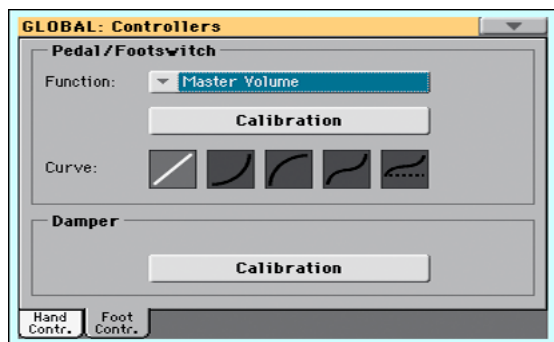 GLOBAL: Controllers
Pedal/Footswitch
Function: Master Volume
Calibration
Curve:
Damper
Calibration
Hand Foot
Contr. Contr.